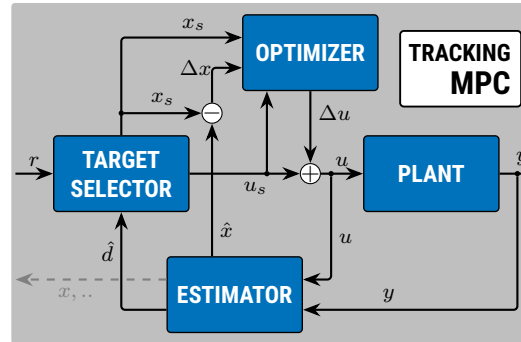 x_s
OPTIMIZER
TRACKING
MPC
Δx
x_s
−
Δu
r
TARGET
SELECTOR
u_s
+
u
PLANT
y
d̂
x̂
u
x, ..
ESTIMATOR
y